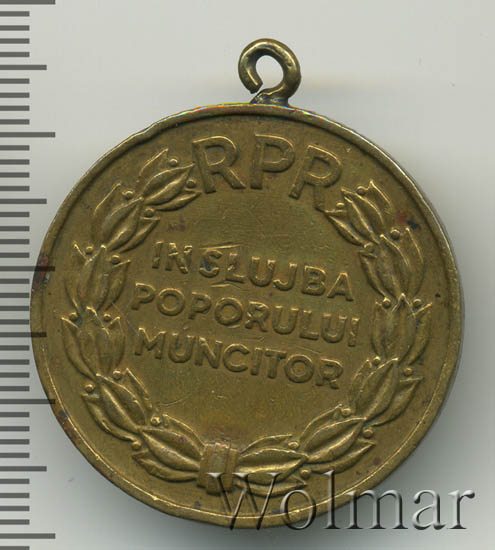 RPR
IN SLUJBA
POPORULUI
MUNCITOR
Wolmar